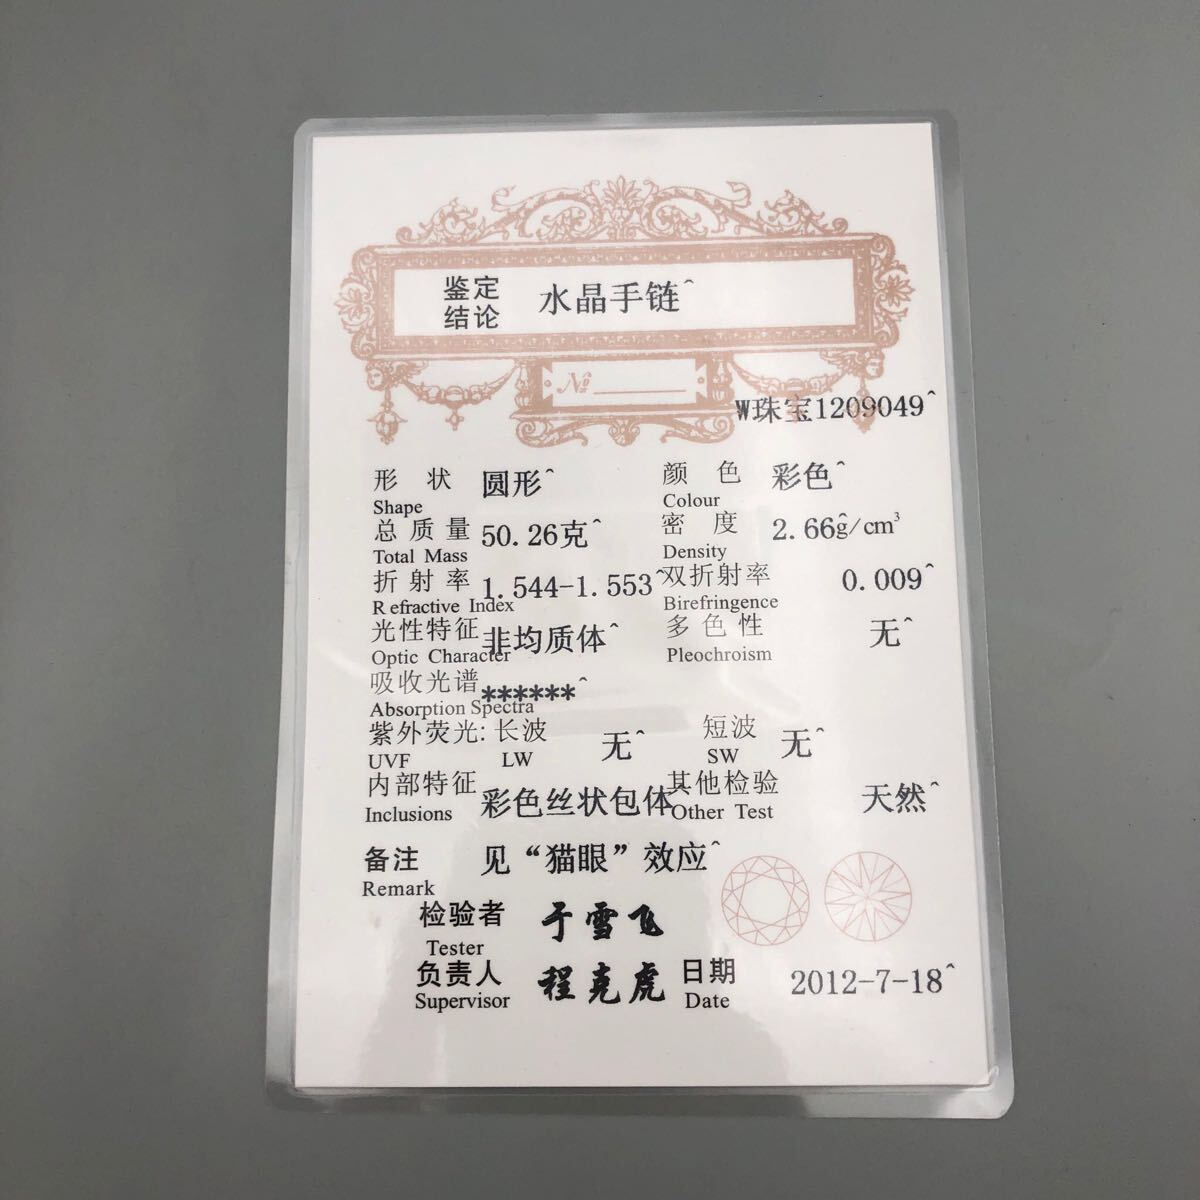 鉴定
结论 水晶手链^
№
W珠宝1209049^
形状 圆形^ 颜色 彩色^
Shape Colour
总质量 50.26克^ 密度 2.66g/cm³^
Total Mass Density
折射率 1.544-1.553^ 双折射率 0.009^
Refractive Index Birefringence
光性特征 非均质体^ 多色性 无^
Optic Character Pleochroism
吸收光谱 ******^
Absorption Spectra
紫外荧光: 长波 无^ 短波 无^
UVF LW SW
内部特征 彩色丝状包体 其他检验 天然^
Inclusions Other Test
备注 见“猫眼”效应^
Remark
检验者 于雪飞
Tester
负责人 程克虎 日期 2012-7-18^
Supervisor Date